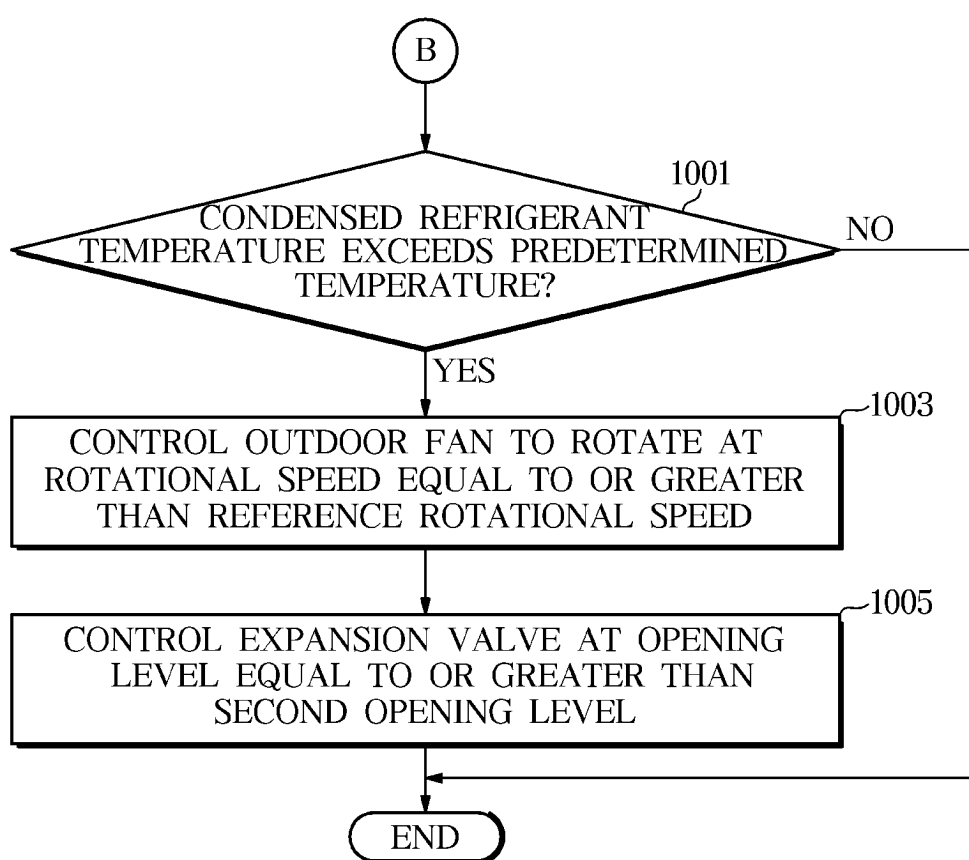 B
1001
CONDENSED REFRIGERANT
TEMPERATURE EXCEEDS PREDETERMINED
TEMPERATURE?
NO
YES
1003
CONTROL OUTDOOR FAN TO ROTATE AT
ROTATIONAL SPEED EQUAL TO OR GREATER
THAN REFERENCE ROTATIONAL SPEED
1005
CONTROL EXPANSION VALVE AT OPENING
LEVEL EQUAL TO OR GREATER THAN
SECOND OPENING LEVEL
END